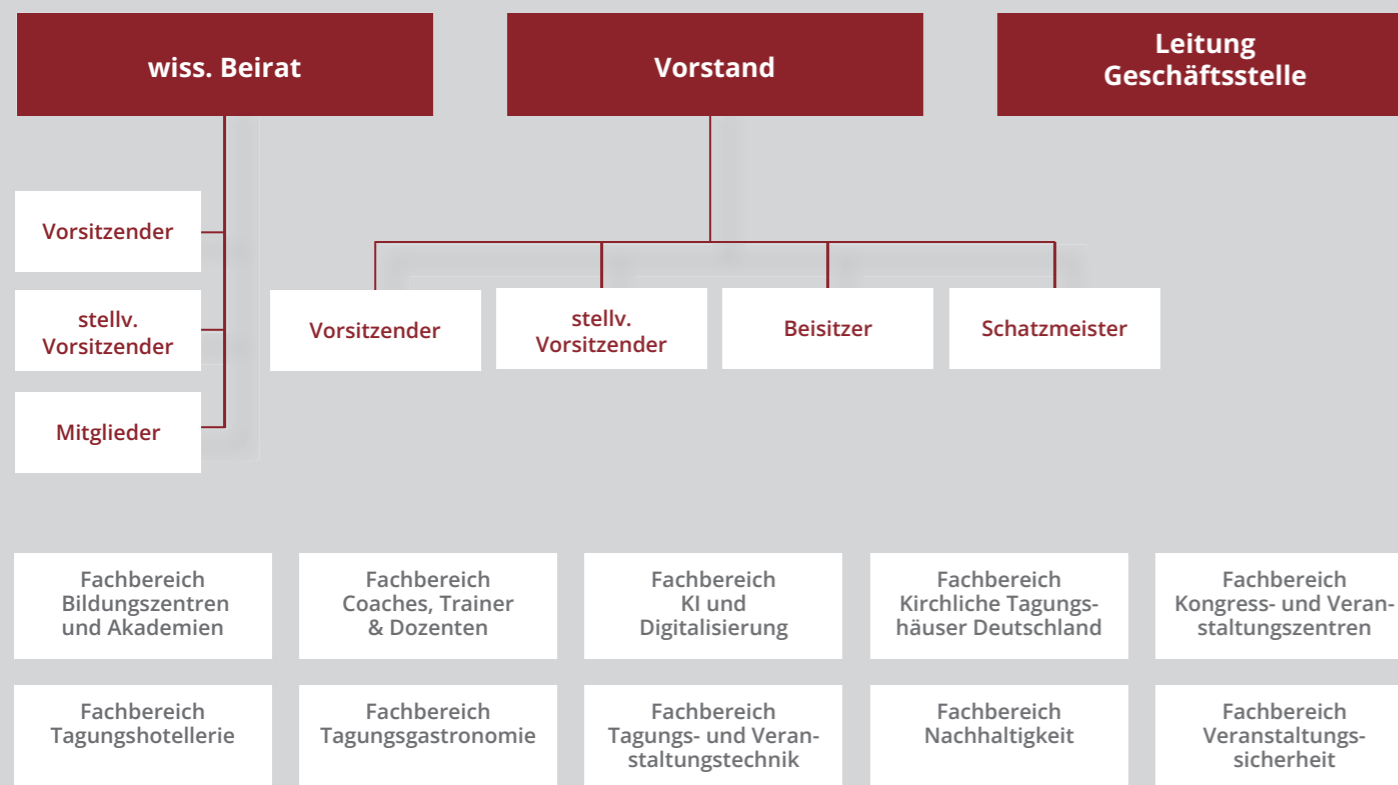 wiss. Beirat
Vorstand
Leitung
Geschäftsstelle
Vorsitzender
stellv.
Vorsitzender
Mitglieder
Vorsitzender
stellv.
Vorsitzender
Beisitzer
Schatzmeister
Fachbereich
Bildungszentren
und Akademien
Fachbereich
Coaches, Trainer
& Dozenten
Fachbereich
KI und
Digitalisierung
Fachbereich
Kirchliche Tagungs-
häuser Deutschland
Fachbereich
Kongress- und Veran-
staltungszentren
Fachbereich
Tagungshotellerie
Fachbereich
Tagungsgastronomie
Fachbereich
Tagungs- und Veran-
staltungstechnik
Fachbereich
Nachhaltigkeit
Fachbereich
Veranstaltungs-
sicherheit